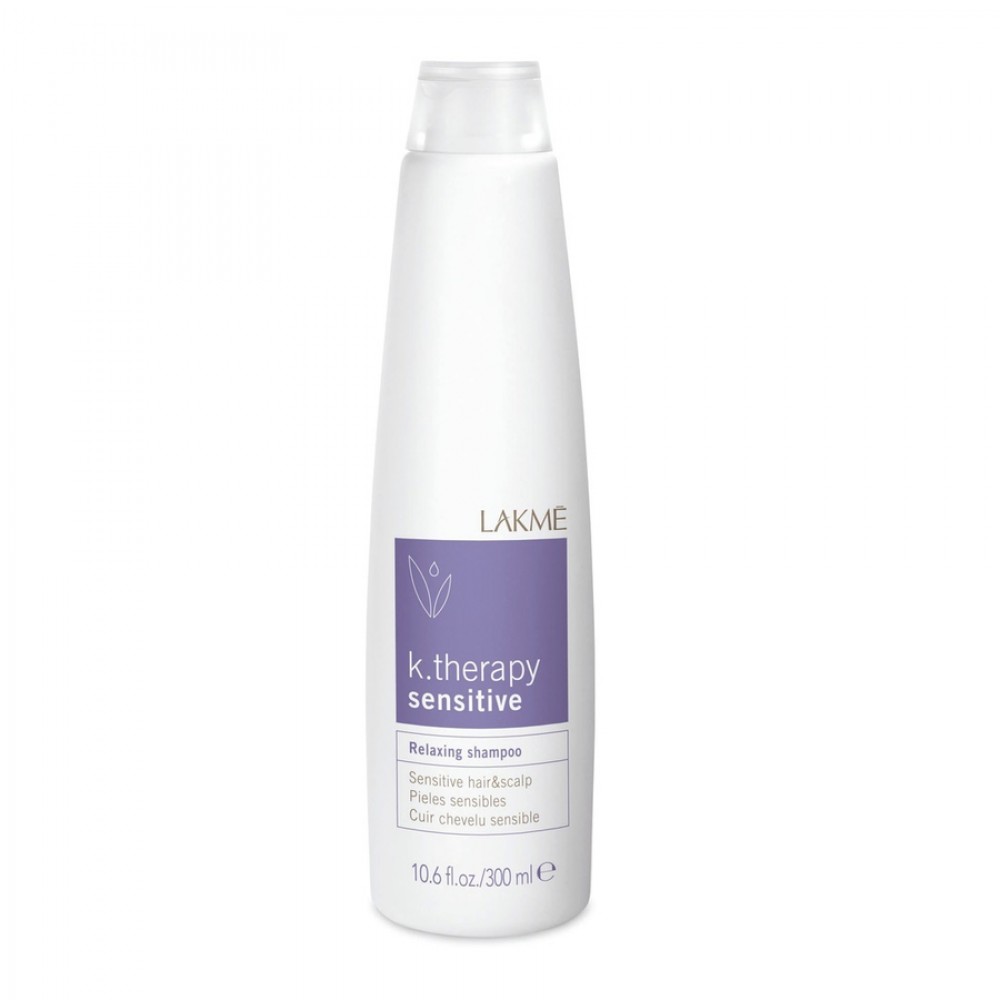 LAKMĒ
k.therapy
sensitive
Relaxing shampoo
Sensitive hair&scalp
Pieles sensibles
Cuir chevelu sensible
10.6 fl.oz./300 ml ℮